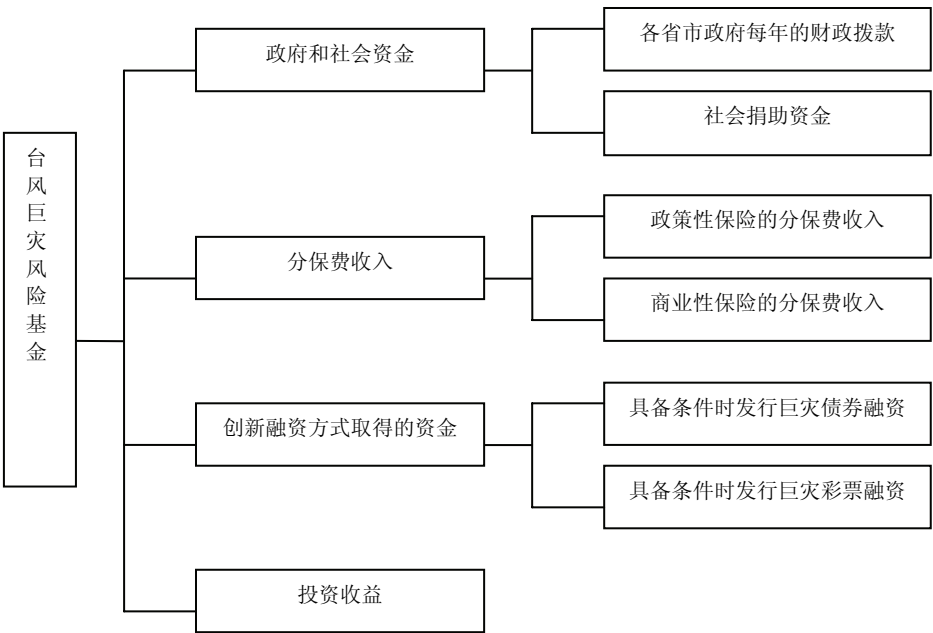 台风巨灾风险基金
政府和社会资金
各省市政府每年的财政拨款
社会捐助资金
分保费收入
政策性保险的分保费收入
商业性保险的分保费收入
创新融资方式取得的资金
具备条件时发行巨灾债券融资
具备条件时发行巨灾彩票融资
投资收益